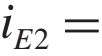 i_{E2} =